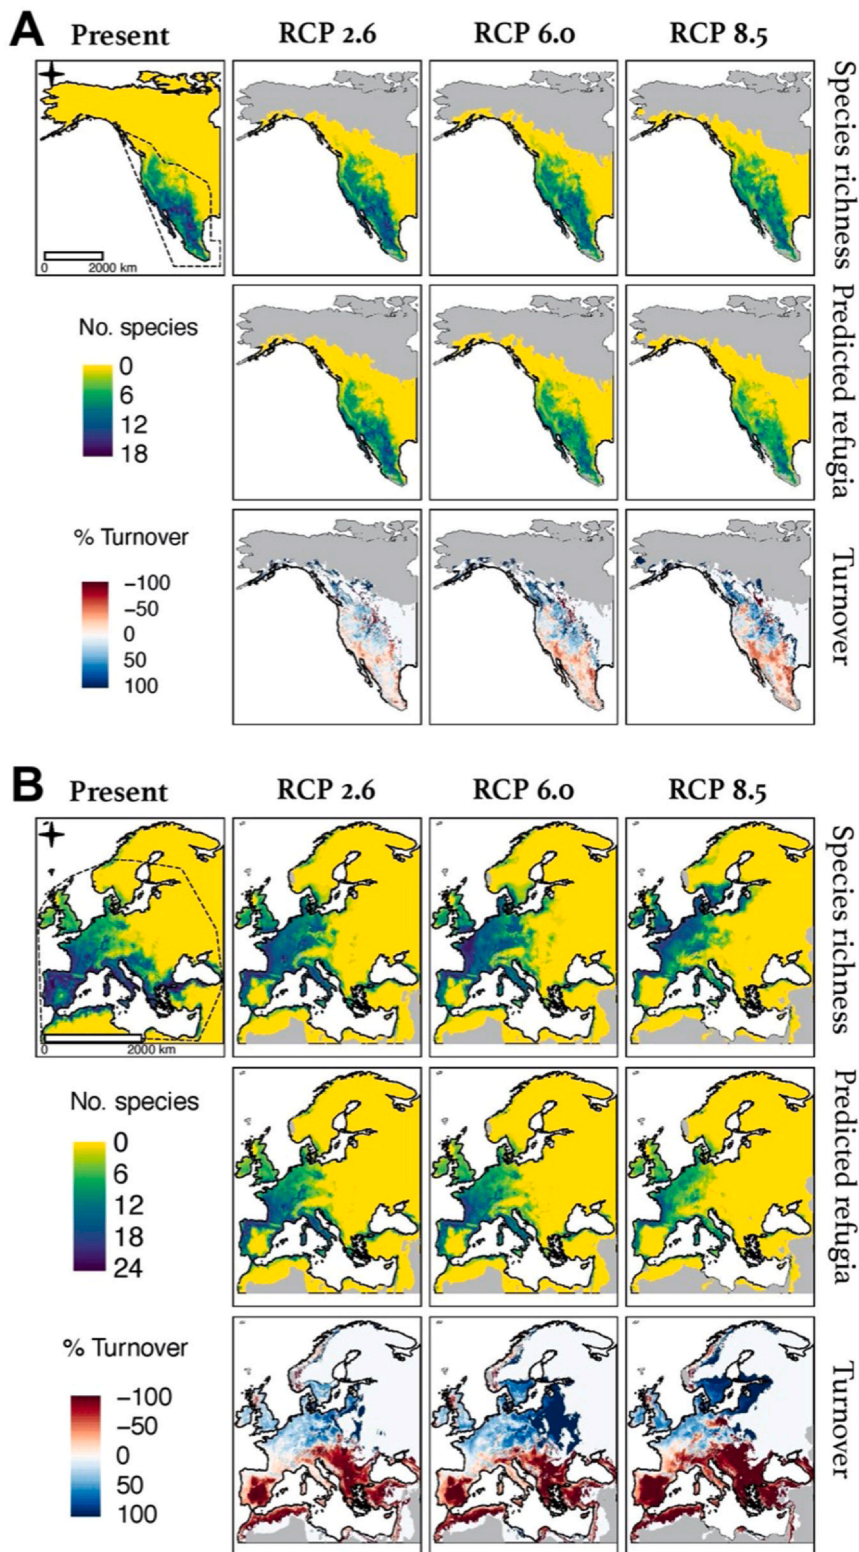 A
Present
RCP 2.6
RCP 6.0
RCP 8.5
Species richness
0
2000 km
No. species
0
6
12
18
Predicted refugia
% Turnover
−100
−50
0
50
100
Turnover
B
Present
RCP 2.6
RCP 6.0
RCP 8.5
Species richness
0
2000 km
No. species
0
6
12
18
24
Predicted refugia
% Turnover
−100
−50
0
50
100
Turnover